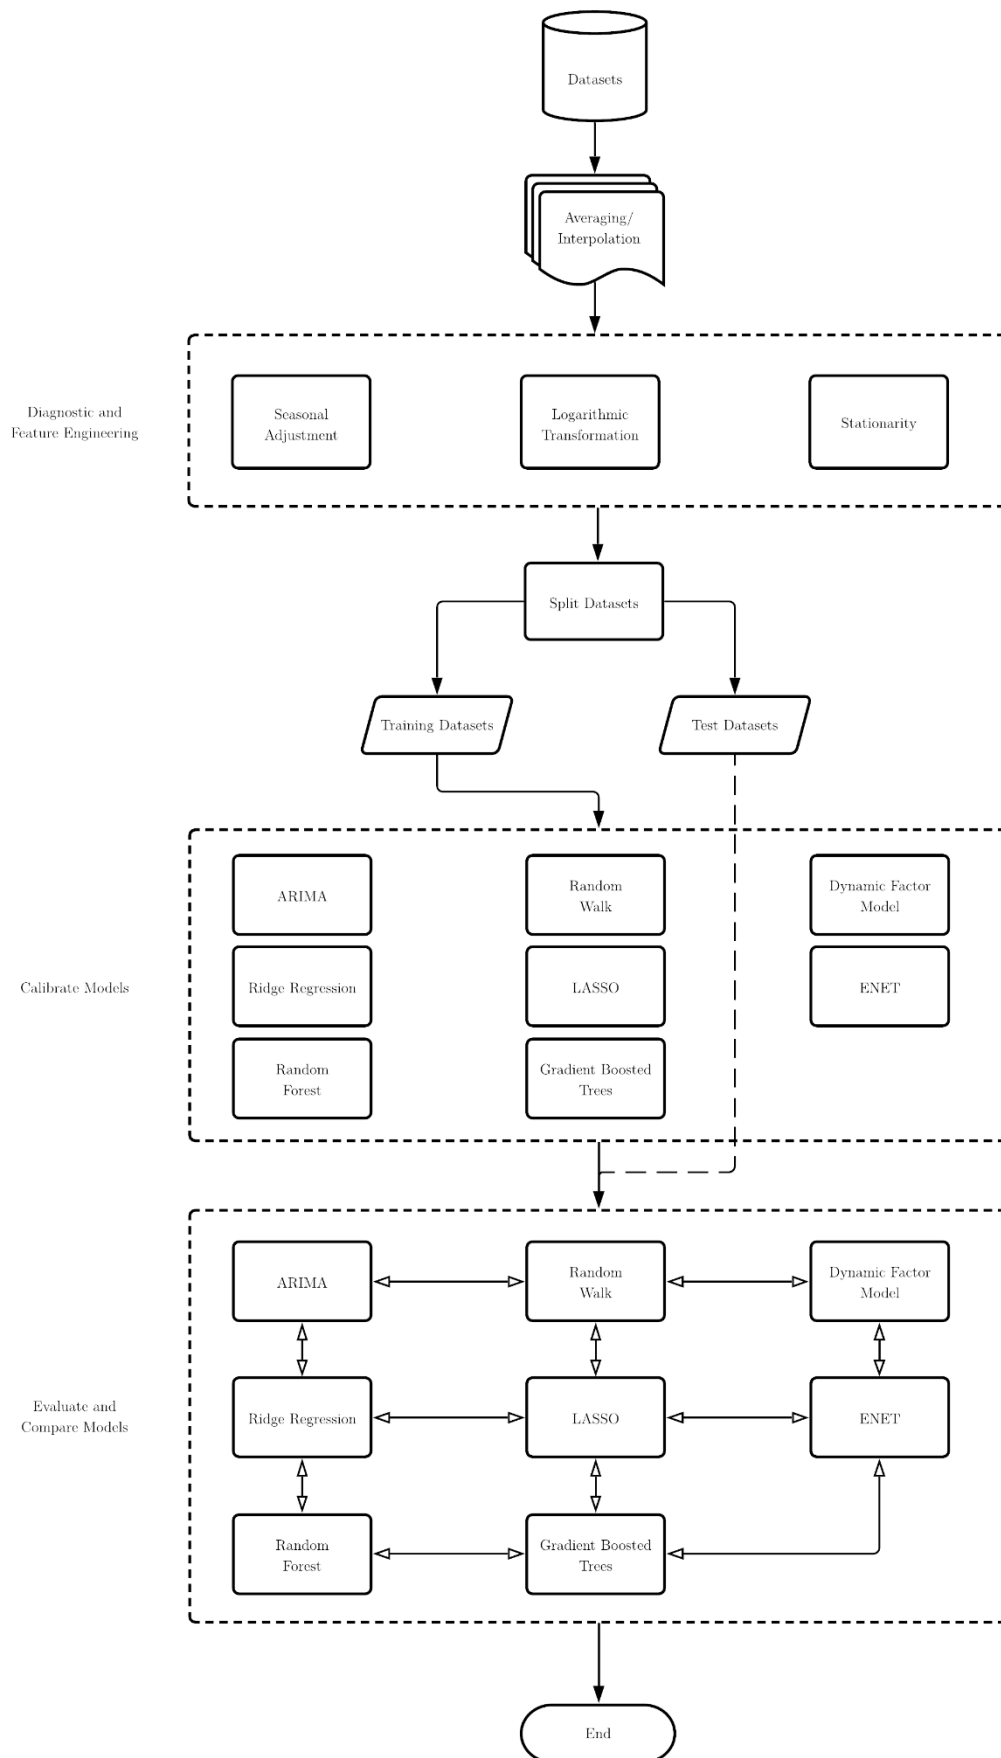 Datasets
Averaging/
Interpolation
Diagnostic and
Feature Engineering
Seasonal
Adjustment
Logarithmic
Transformation
Stationarity
Split Datasets
Training Datasets
Test Datasets
Calibrate Models
ARIMA
Random
Walk
Dynamic Factor
Model
Ridge Regression
LASSO
ENET
Random
Forest
Gradient Boosted
Trees
Evaluate and
Compare Models
ARIMA
Random
Walk
Dynamic Factor
Model
Ridge Regression
LASSO
ENET
Random
Forest
Gradient Boosted
Trees
End